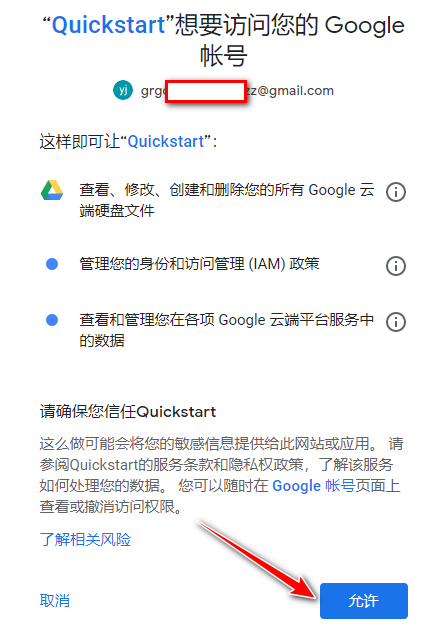 “Quickstart”想要访问您的 Google
帐号
yj grgc zz@gmail.com
这样即可让“Quickstart”：
查看、修改、创建和删除您的所有 Google 云
端硬盘文件
管理您的身份和访问管理 (IAM) 政策
查看和管理您在各项 Google 云端平台服务中
的数据
请确保您信任Quickstart
这么做可能会将您的敏感信息提供给此网站或应用。 请
参阅Quickstart的服务条款和隐私权政策，了解该服务
如何处理您的数据。 您可以随时在 Google 帐号页面上
查看或撤消访问权限。
了解相关风险
取消 允许